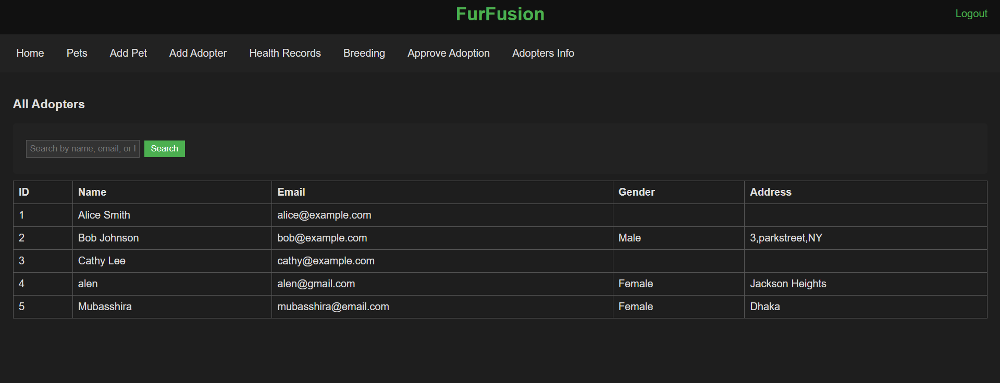 FurFusion
Logout
Home Pets Add Pet Add Adopter Health Records Breeding Approve Adoption Adopters Info
All Adopters
Search by name, email, or I Search
ID Name Email Gender Address
1 Alice Smith alice@example.com
2 Bob Johnson bob@example.com Male 3,parkstreet,NY
3 Cathy Lee cathy@example.com
4 alen alen@gmail.com Female Jackson Heights
5 Mubasshira mubasshira@email.com Female Dhaka